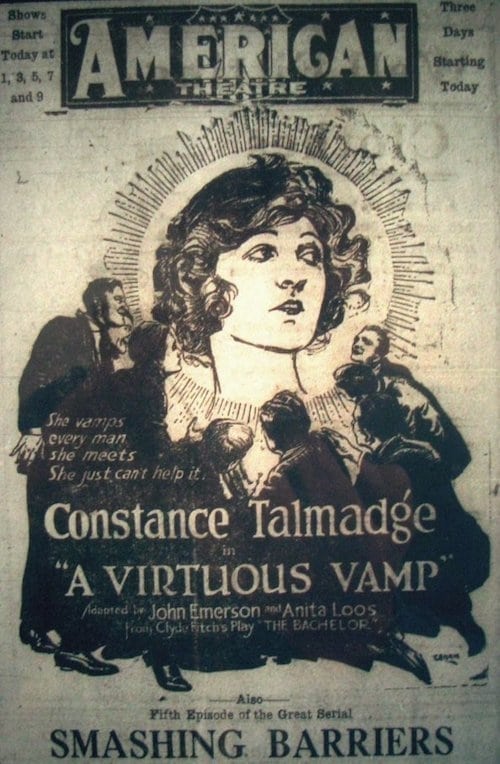 Shows
Start
Today at
1, 3, 5, 7
and 9
AMERICAN
THEATRE
Three
Days
Starting
Today
She vamps
every man
she meets
She just can't help it.
Constance Talmadge
in
"A VIRTUOUS VAMP"
Adapted by John Emerson and Anita Loos
From Clyde Fitch's Play "THE BACHELOR"
Also
Fifth Episode of the Great Serial
SMASHING BARRIERS